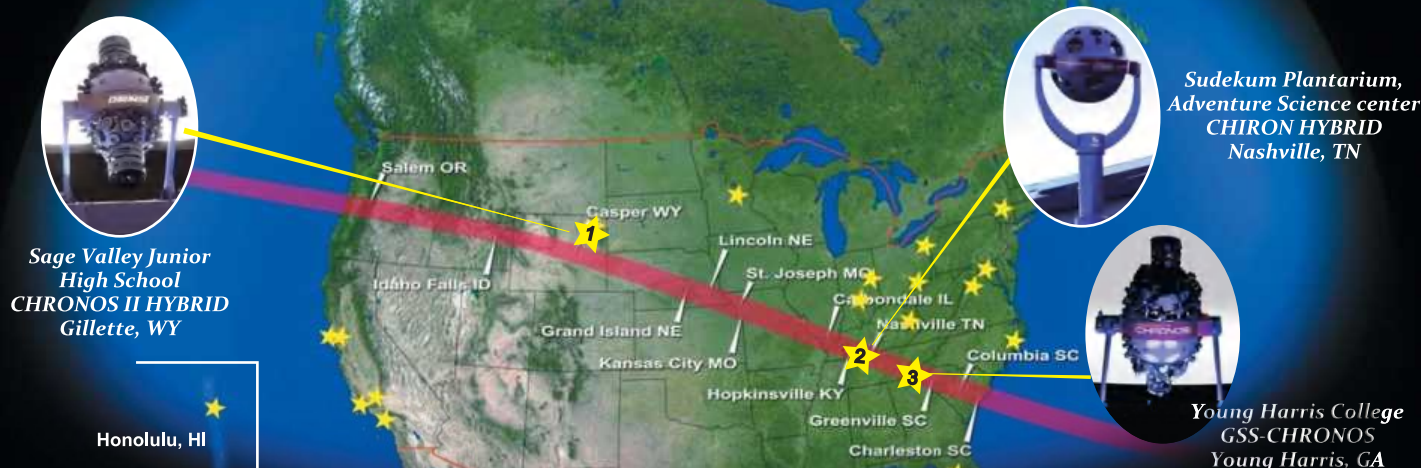 CHRONOS
Sage Valley Junior
High School
CHRONOS II HYBRID
Gillette, WY
Honolulu, HI
Salem OR
Casper WY
1
Idaho Falls ID
Lincoln NE
St. Joseph MO
Grand Island NE
Kansas City MO
Carbondale IL
Nashville TN
2
Hopkinsville KY
3
Columbia SC
Greenville SC
Charleston SC
Sudekum Plantarium,
Adventure Science center
CHIRON HYBRID
Nashville, TN
CHRONOS
Young Harris College
GSS-CHRONOS
Young Harris, GA